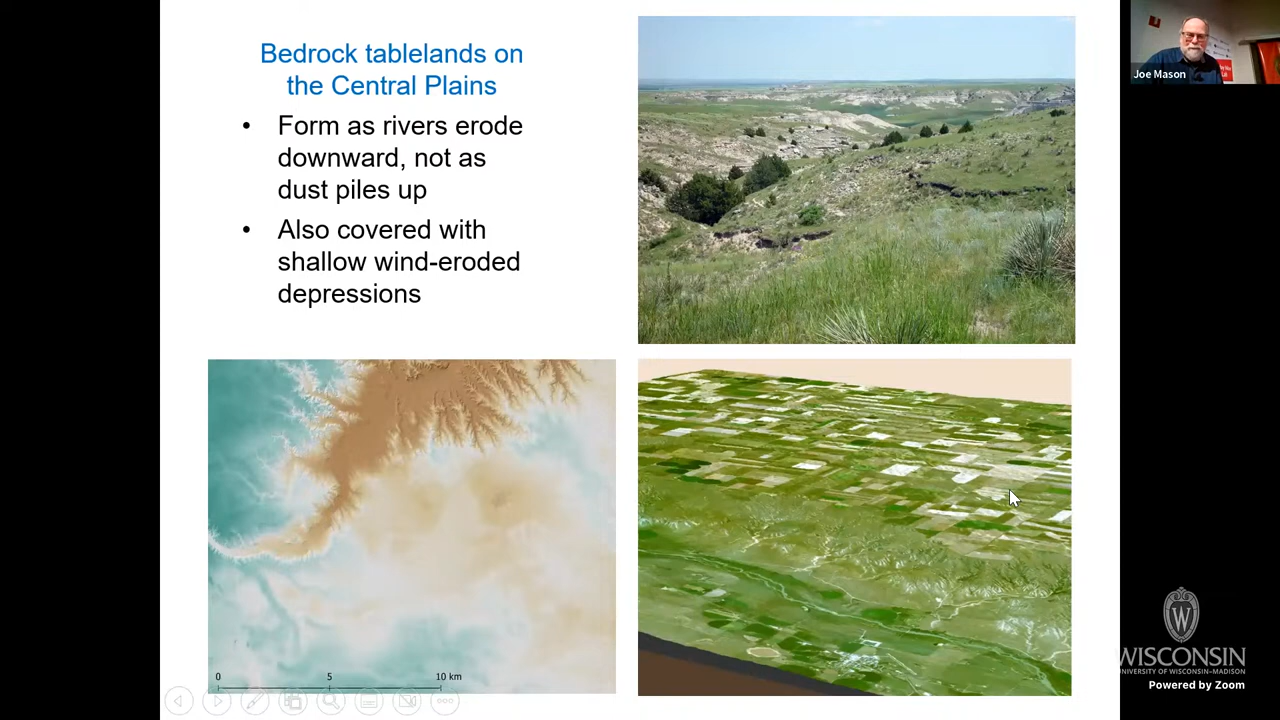 Bedrock tablelands on
the Central Plains
• Form as rivers erode
downward, not as
dust piles up
• Also covered with
shallow wind-eroded
depressions
0 5 10 km
Joe Mason
W
WISCONSIN
UNIVERSITY OF WISCONSIN–MADISON
Powered by Zoom